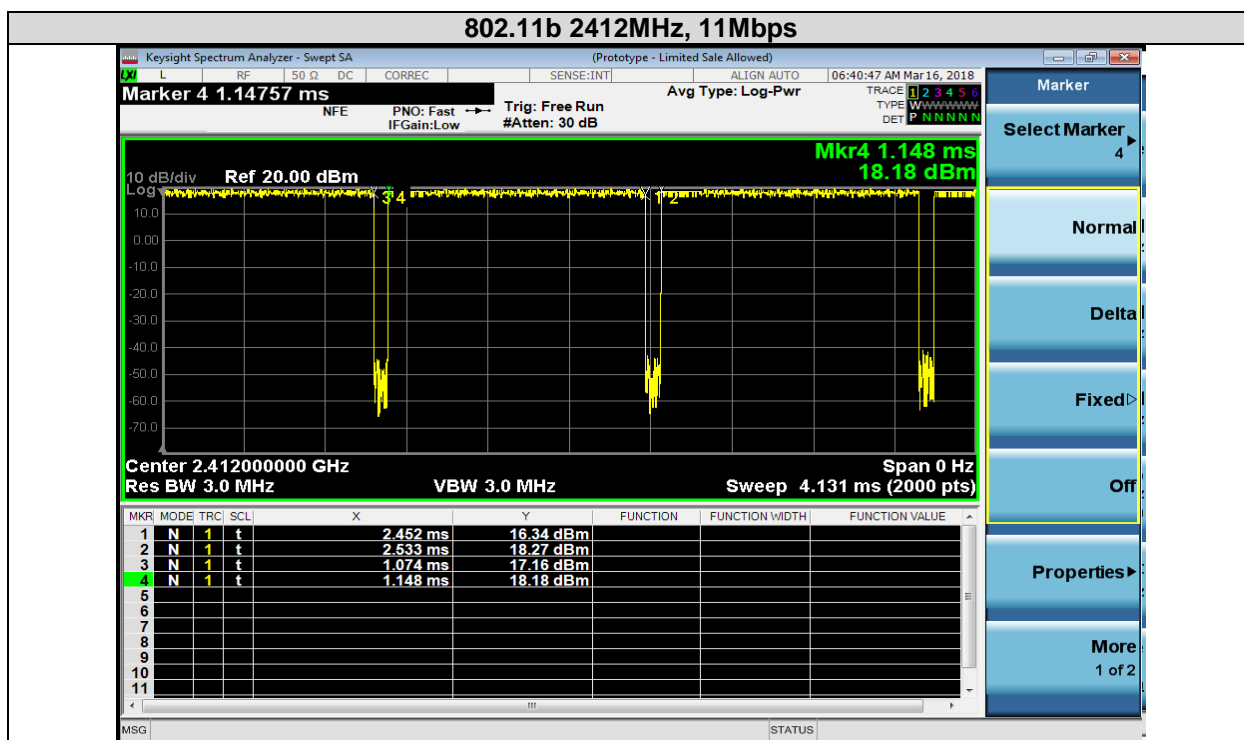 802.11b 2412MHz, 11Mbps
Keysight Spectrum Analyzer - Swept SA (Prototype - Limited Sale Allowed)
LXI L RF 50 Ω DC CORREC SENSE:INT ALIGN AUTO 06:40:47 AM Mar 16, 2018
Marker 4 1.14757 ms
NFE PNO: Fast IFGain:Low
Trig: Free Run
#Atten: 30 dB
Avg Type: Log-Pwr
TRACE 1 2 3 4 5 6
TYPE W W W W W W
DET P N N N N N
Mkr4 1.148 ms
18.18 dBm
10 dB/div Ref 20.00 dBm
Log
3 4 1 2
10.0
0.00
-10.0
-20.0
-30.0
-40.0
-50.0
-60.0
-70.0
Center 2.412000000 GHz Span 0 Hz
Res BW 3.0 MHz VBW 3.0 MHz Sweep 4.131 ms (2000 pts)
MKR MODE TRC SCL X Y FUNCTION FUNCTION WIDTH FUNCTION VALUE
1 N 1 t 2.452 ms 16.34 dBm
2 N 1 t 2.533 ms 18.27 dBm
3 N 1 t 1.074 ms 17.16 dBm
4 N 1 t 1.148 ms 18.18 dBm
5
6
7
8
9
10
11
MSG STATUS
Marker
Select Marker
4
Normal
Delta
Fixed
Off
Properties
More
1 of 2